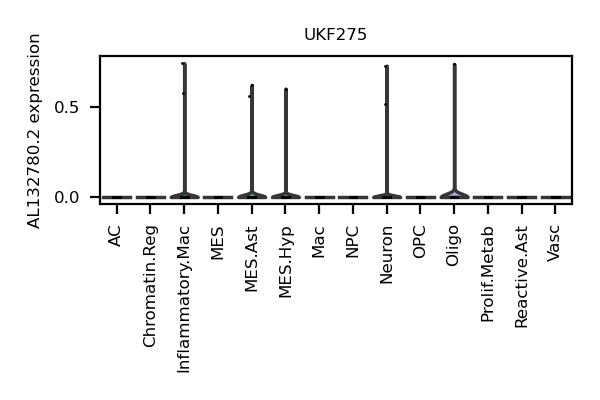 UKF275
AL132780.2 expression
0.5
0.0
AC
Chromatin.Reg
Inflammatory.Mac
MES
MES.Ast
MES.Hyp
Mac
NPC
Neuron
OPC
Oligo
Prolif.Metab
Reactive.Ast
Vasc